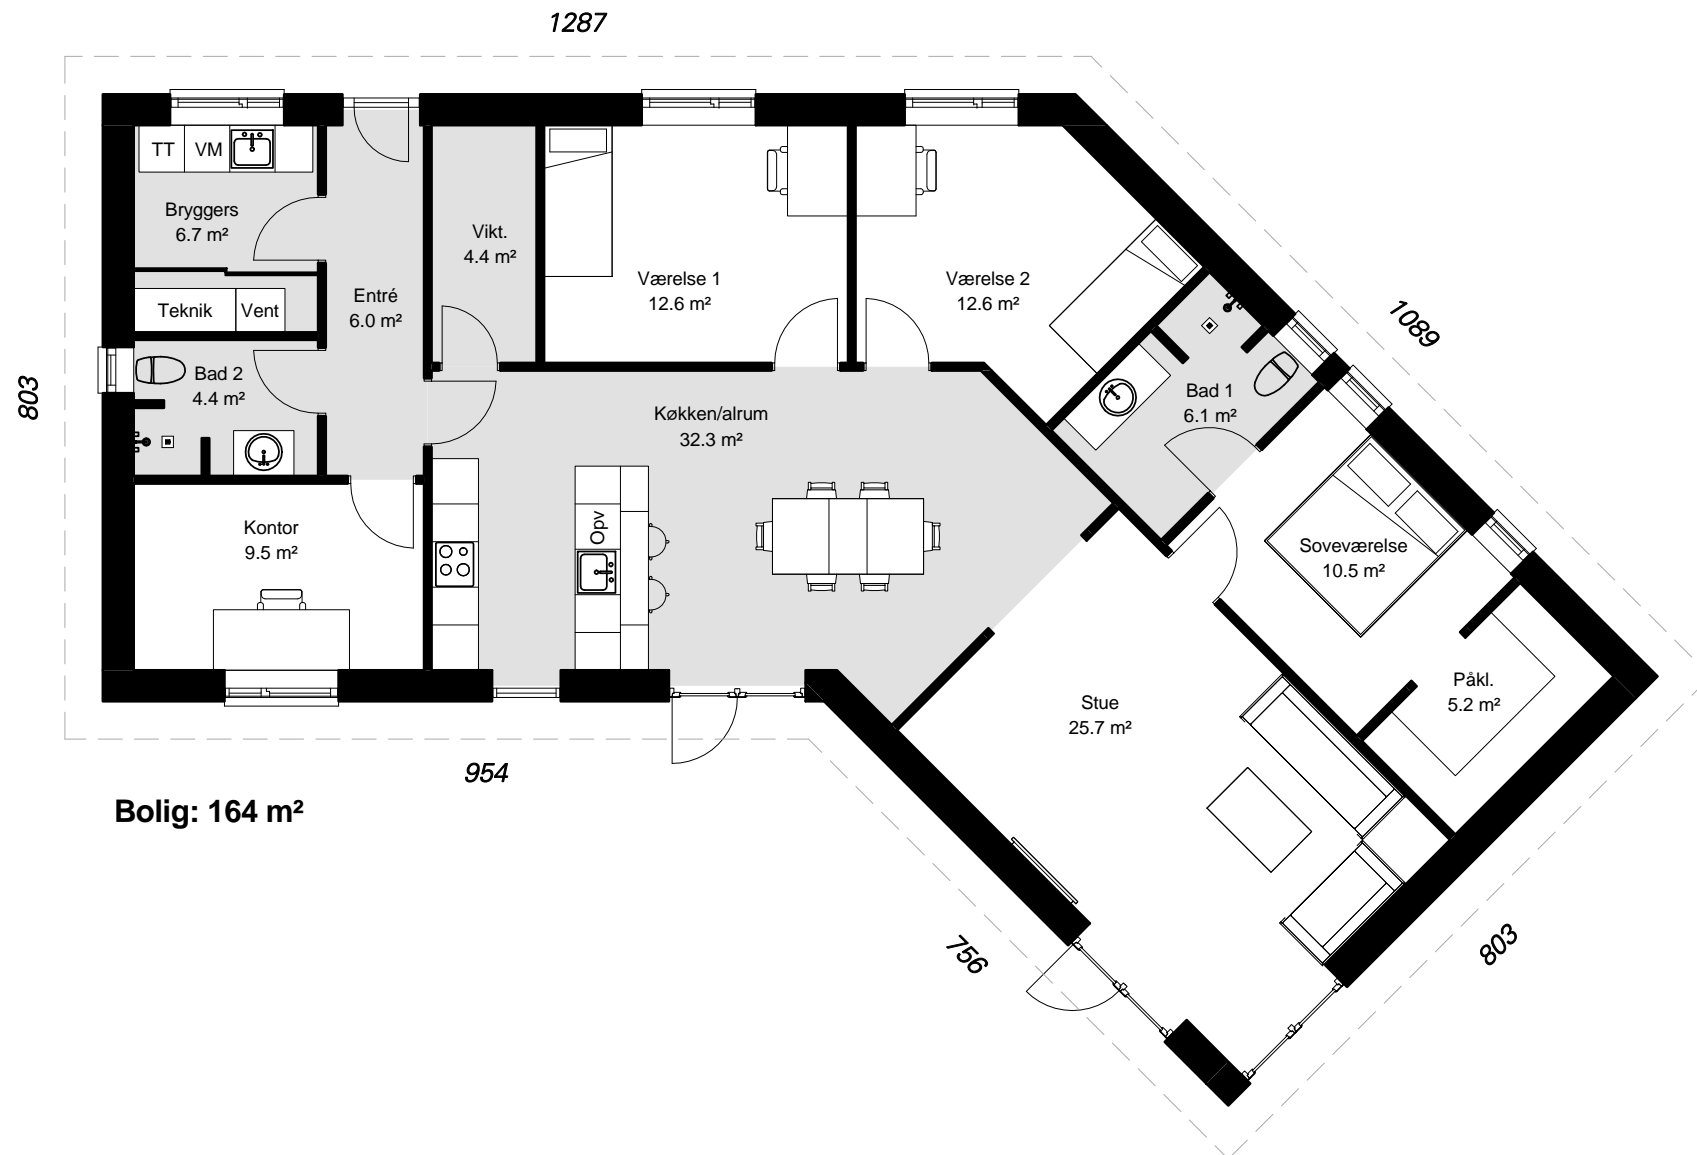 1287
TT VM
Bryggers
6.7 m²
Vikt.
4.4 m²
Værelse 1
12.6 m²
Værelse 2
12.6 m²
Teknik Vent
Entré
6.0 m²
1089
803
Bad 2
4.4 m²
Køkken/alrum
32.3 m²
Bad 1
6.1 m²
Kontor
9.5 m²
Opv
Soveværelse
10.5 m²
Stue
25.7 m²
Påkl.
5.2 m²
954
Bolig: 164 m²
756
803